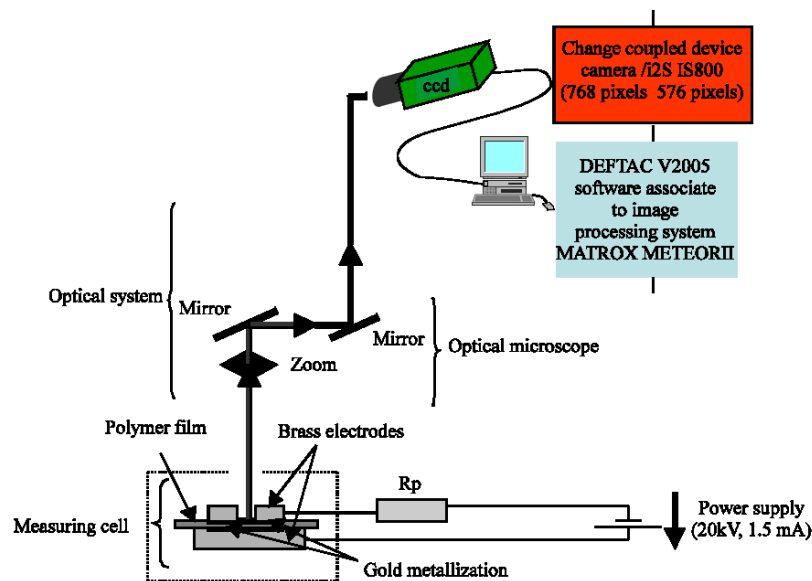 Change coupled device
camera /i2S IS800
(768 pixels 576 pixels)
ccd
DEFTAC V2005
software associate
to image
processing system
MATROX METEORII
Optical system
Mirror
Mirror
Optical microscope
Zoom
Polymer film
Brass electrodes
Rp
Measuring cell
Power supply
(20kV, 1.5 mA)
Gold metallization